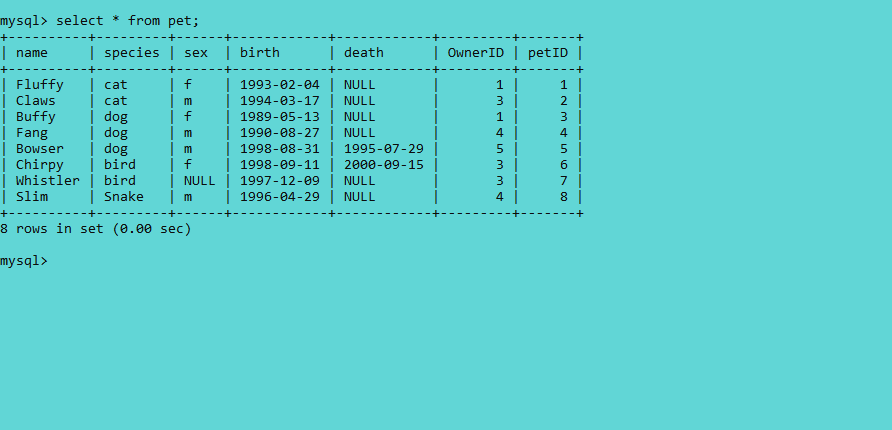 mysql> select * from pet;
+----------+---------+------+------------+------------+---------+-------+
| name     | species | sex  | birth      | death      | OwnerID | petID |
+----------+---------+------+------------+------------+---------+-------+
| Fluffy   | cat     | f    | 1993-02-04 | NULL       |       1 |     1 |
| Claws    | cat     | m    | 1994-03-17 | NULL       |       3 |     2 |
| Buffy    | dog     | f    | 1989-05-13 | NULL       |       1 |     3 |
| Fang     | dog     | m    | 1990-08-27 | NULL       |       4 |     4 |
| Bowser   | dog     | m    | 1998-08-31 | 1995-07-29 |       5 |     5 |
| Chirpy   | bird    | f    | 1998-09-11 | 2000-09-15 |       3 |     6 |
| Whistler | bird    | NULL | 1997-12-09 | NULL       |       3 |     7 |
| Slim     | Snake   | m    | 1996-04-29 | NULL       |       4 |     8 |
+----------+---------+------+------------+------------+---------+-------+
8 rows in set (0.00 sec)
mysql>